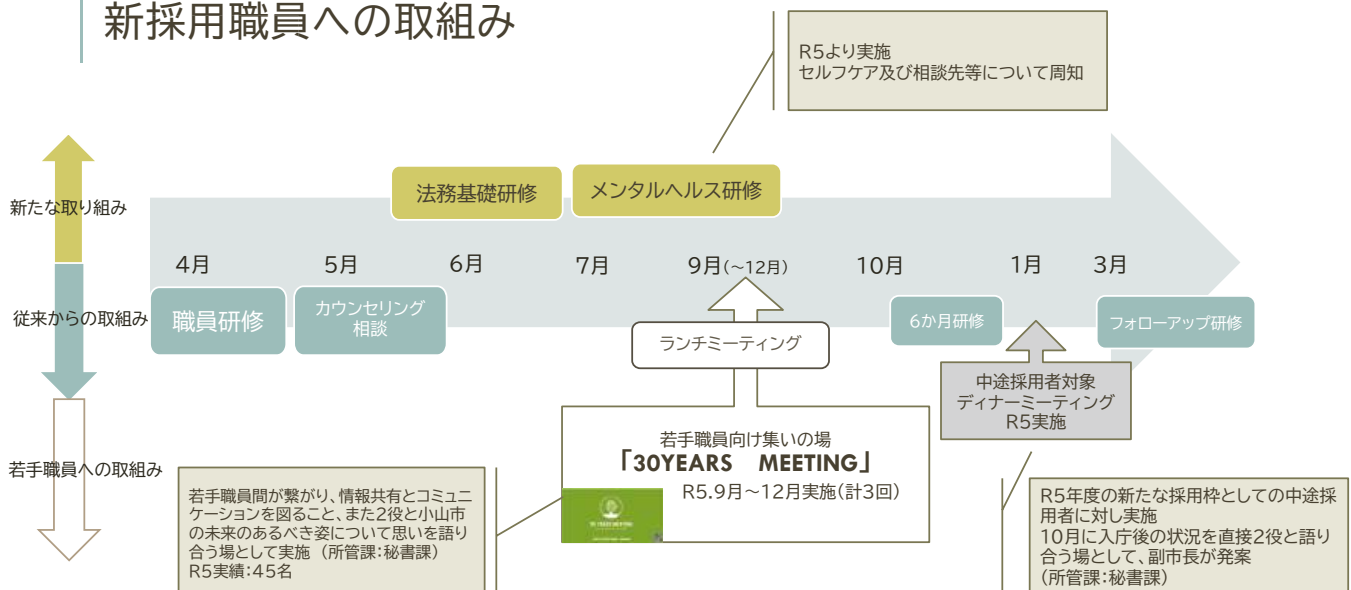 新採用職員への取組み
R5より実施
セルフケア及び相談先等について周知
新たな取り組み
法務基礎研修
メンタルヘルス研修
4月
5月
6月
7月
9月(~12月)
10月
1月
3月
従来からの取組み
職員研修
カウンセリング
相談
ランチミーティング
6か月研修
フォローアップ研修
中途採用者対象
ディナーミーティング
R5実施
若手職員への取組み
若手職員向け集いの場
「30YEARS MEETING」
R5.9月~12月実施(計3回)
若手職員間が繋がり、情報共有とコミュニ
ケーションを図ること、また2役と小山市
の未来のあるべき姿について思いを語り
合う場として実施 (所管課:秘書課)
R5実績:45名
R5年度の新たな採用枠としての中途採
用者に対し実施
10月に入庁後の状況を直接2役と語り
合う場として、副市長が発案
(所管課:秘書課)